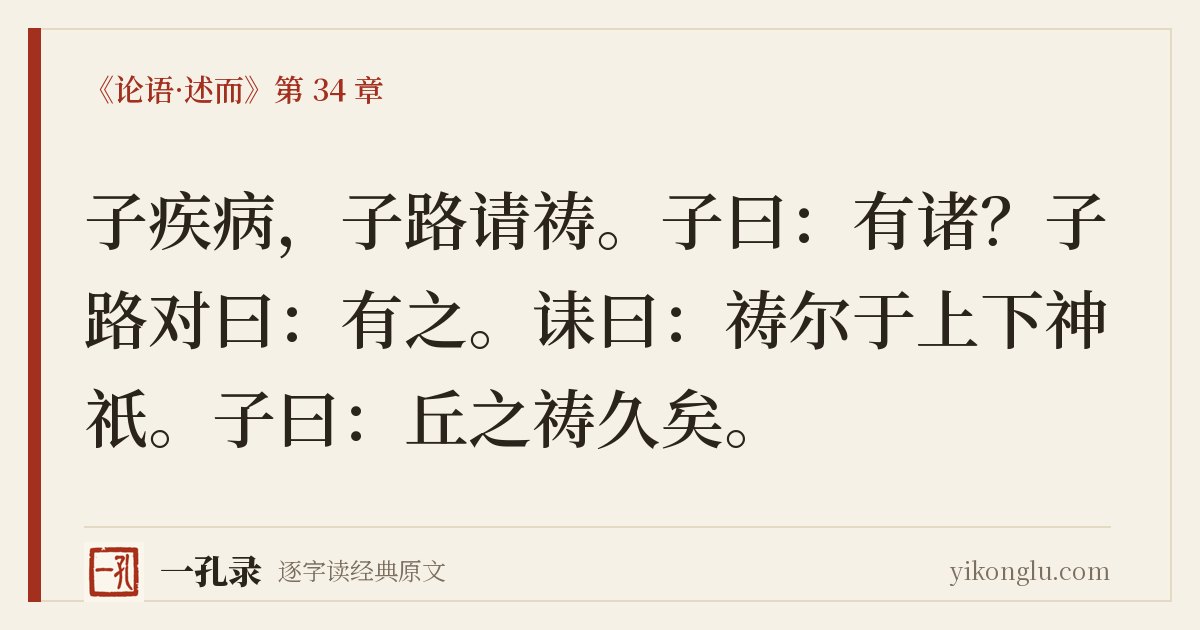 《论语·述而》第 34 章
子疾病，子路请祷。子曰：有诸？子
路对曰：有之。诔曰：祷尔于上下神
祇。子曰：丘之祷久矣。
一孔
一孔录 逐字读经典原文 yikonglu.com